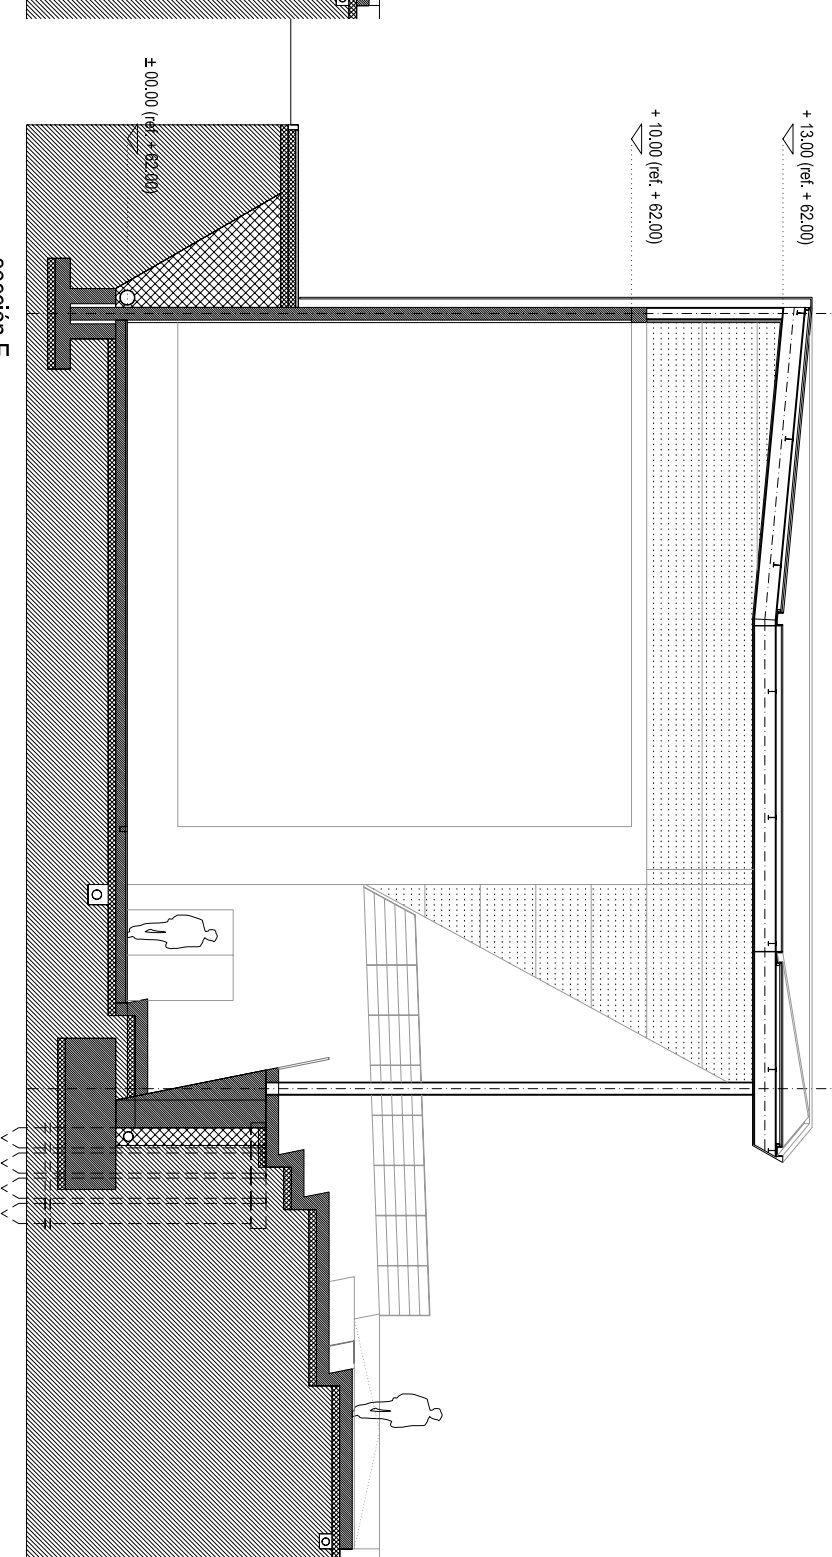 + 13.00 (ref. + 62.00)
+ 10.00 (ref. + 62.00)
± 00.00 (ref. + 62.00)